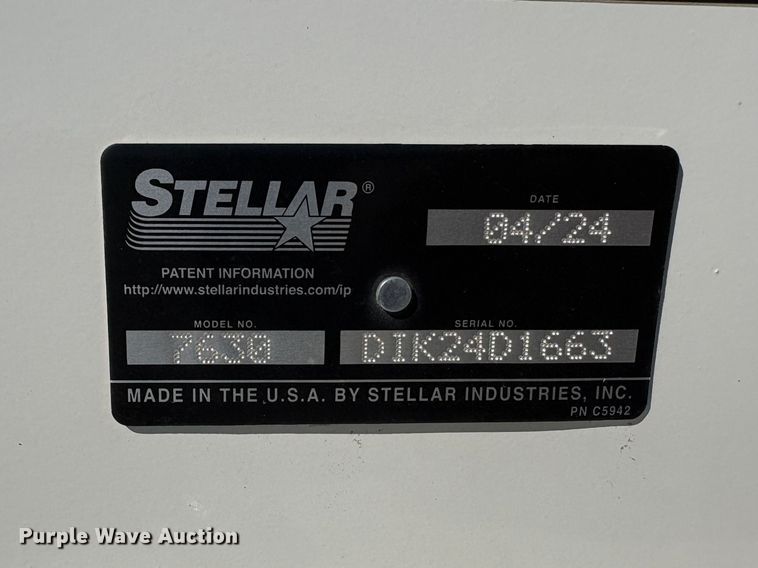 STELLAR®
DATE
04/24
PATENT INFORMATION
http://www.stellarindustries.com/ip
MODEL NO.
7630
SERIAL NO.
DIK24D1663
MADE IN THE U.S.A. BY STELLAR INDUSTRIES, INC.
PN C5942
Purple Wave Auction